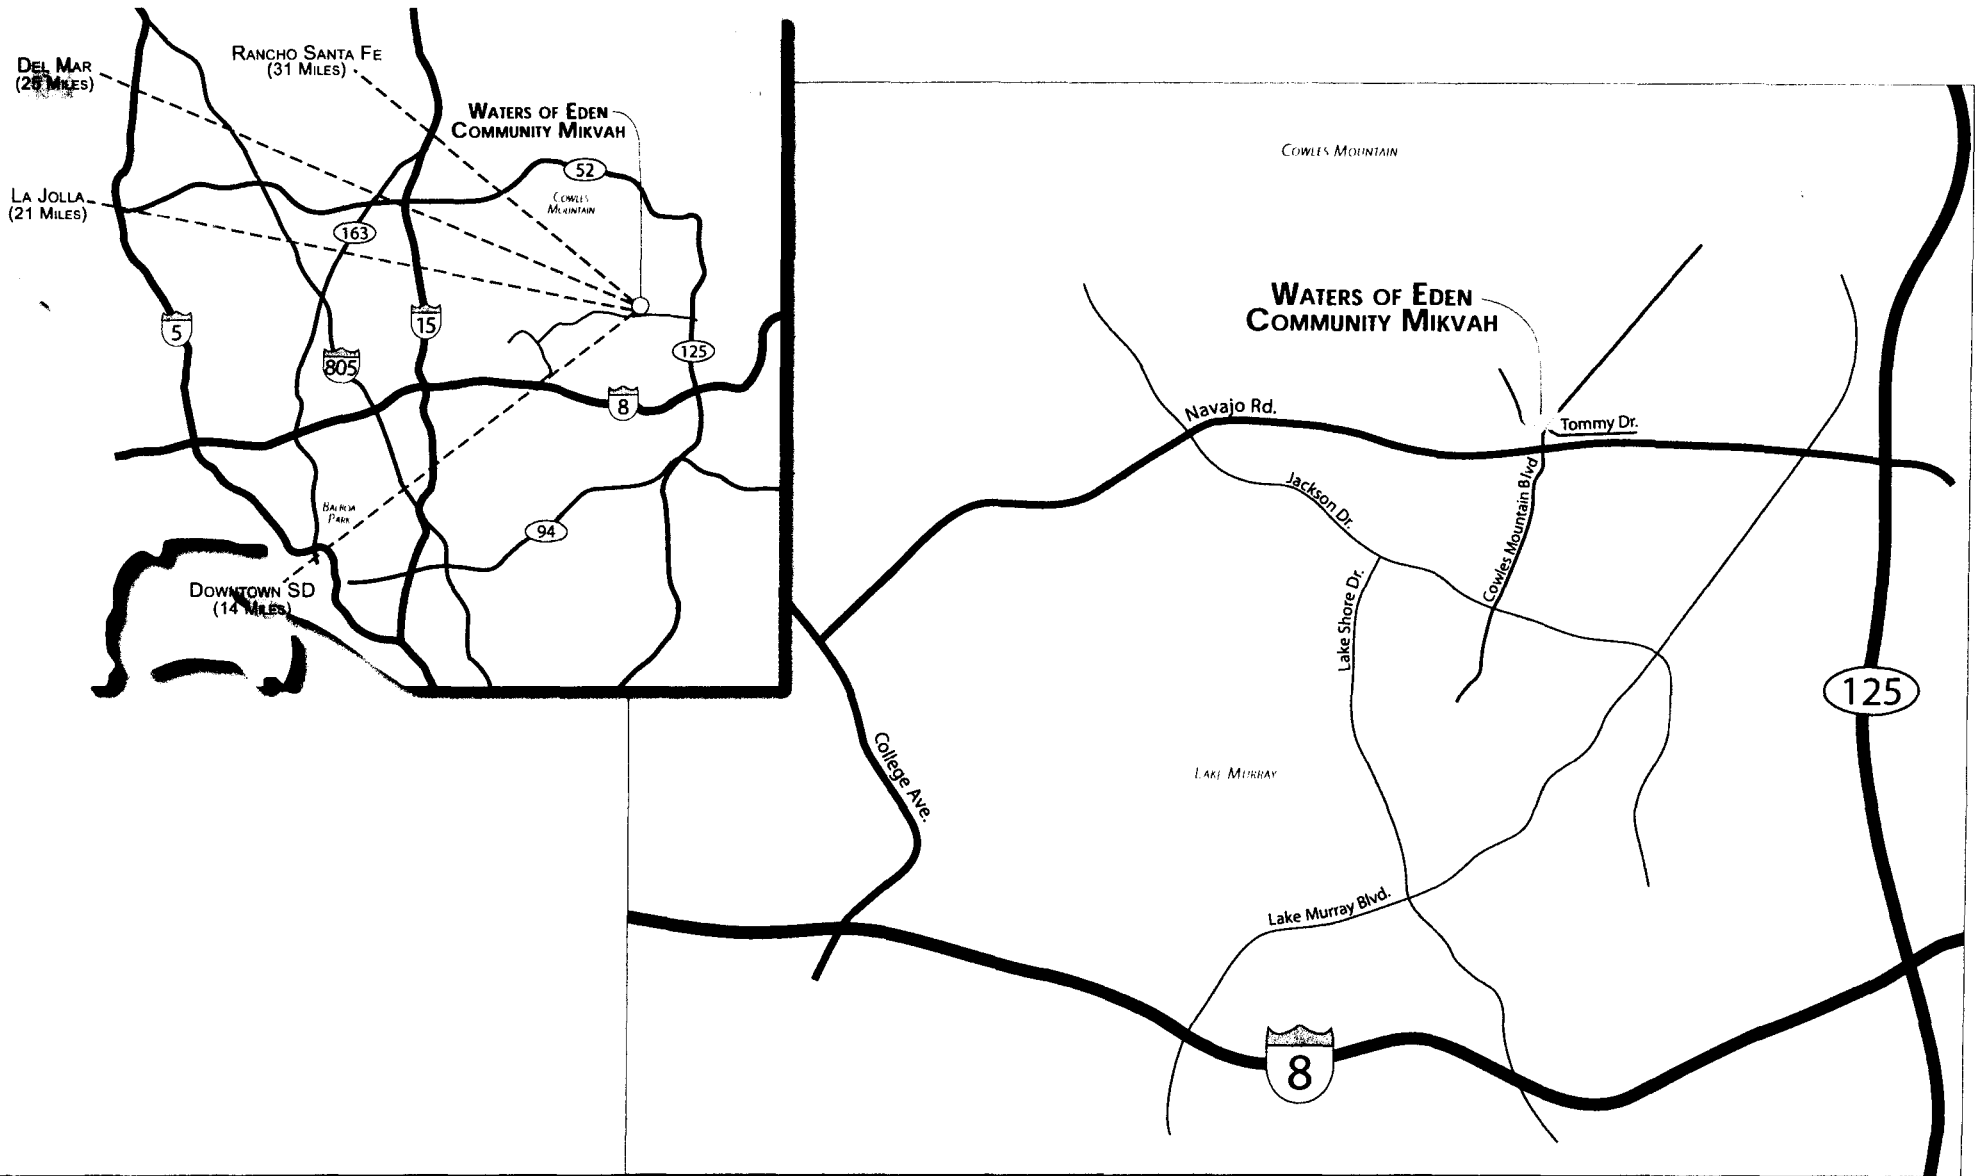 DEL MAR
(25 MILES)
RANCHO SANTA FE
(31 MILES)
WATERS OF EDEN
COMMUNITY MIKVAH
52
COWLES
MOUNTAIN
LA JOLLA
(21 MILES)
163
5
15
805
125
8
BALBOA
PARK
94
DOWNTOWN SD
(14 MILES)
COWLES MOUNTAIN
WATERS OF EDEN
COMMUNITY MIKVAH
Navajo Rd.
Tommy Dr.
Jackson Dr.
Cowles Mountain Blvd
Lake Shore Dr.
125
College Ave.
LAKE MURRAY
Lake Murray Blvd.
8